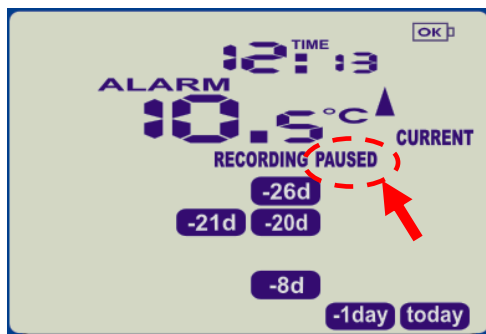 OK
12:13 TIME
ALARM
10.5°C
CURRENT
RECORDING PAUSED
-26d
-21d -20d
-8d
-1day today